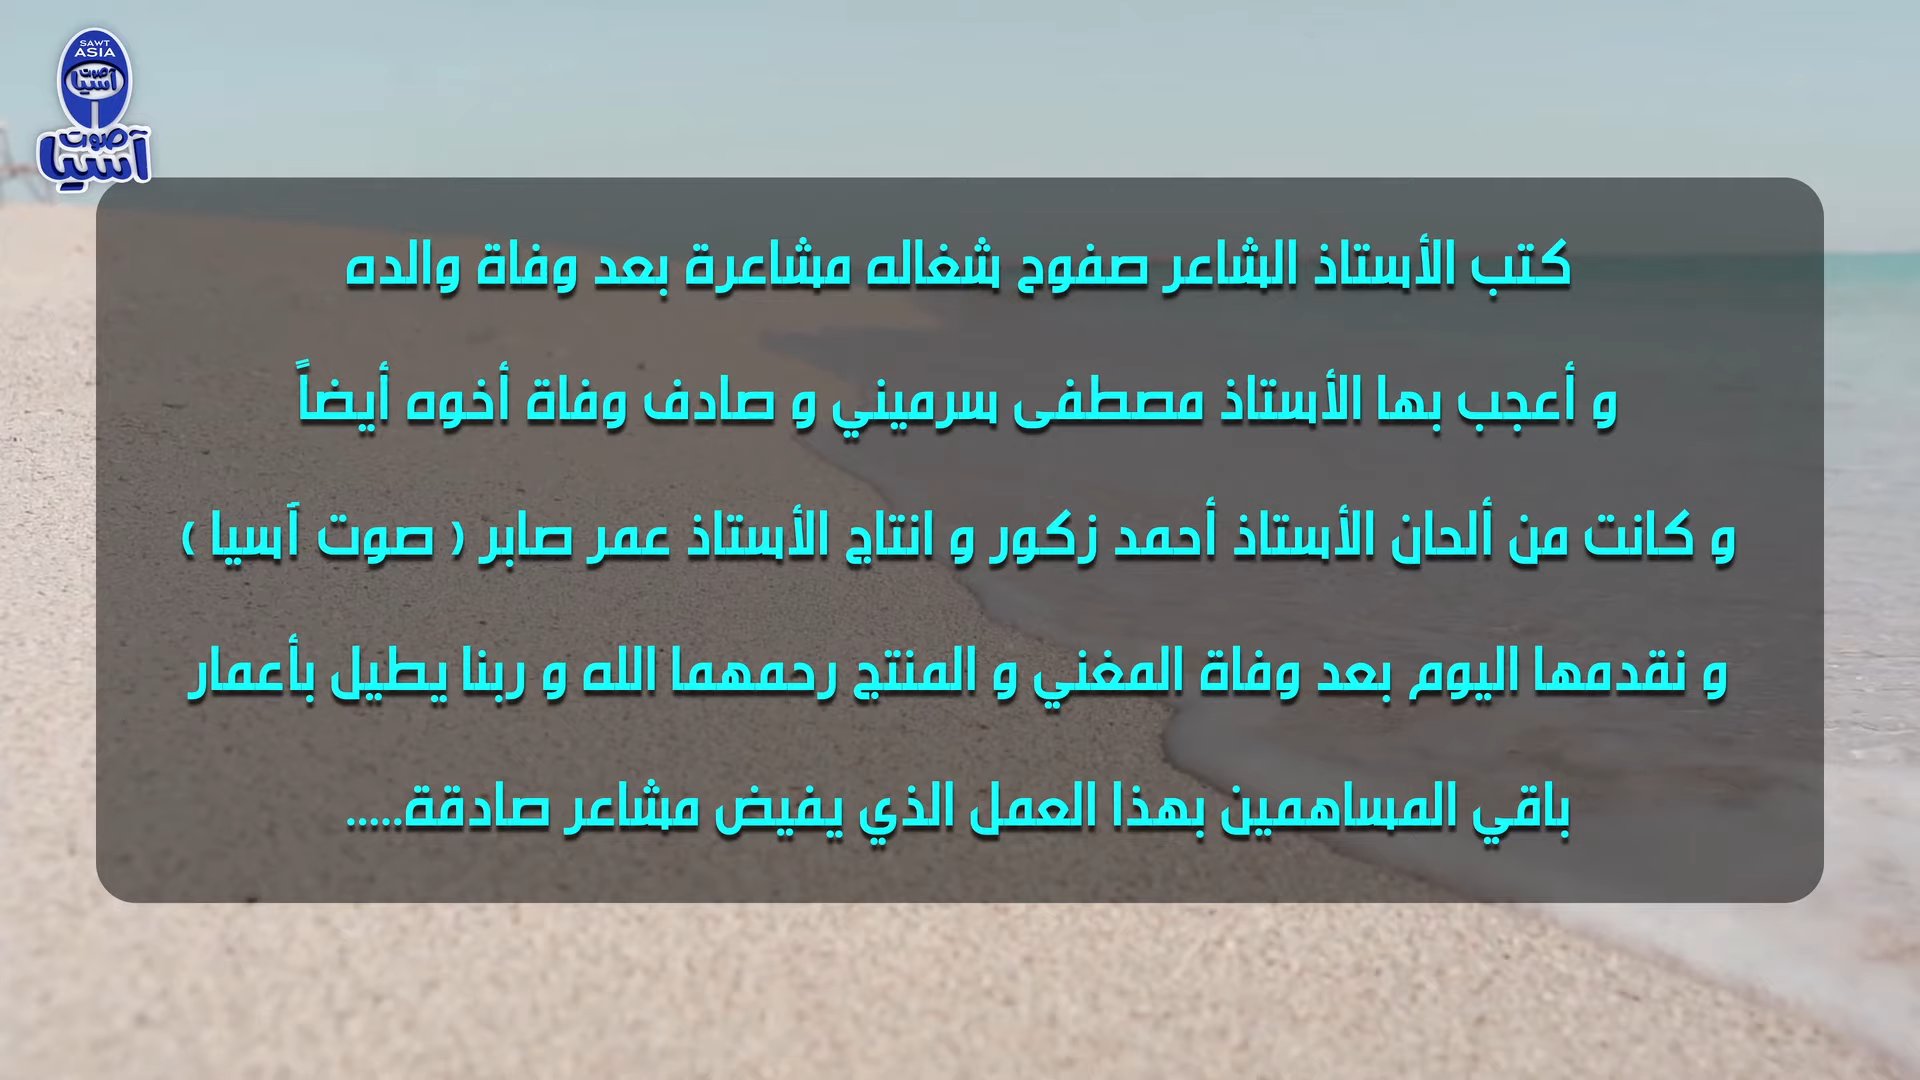 SAWT
ASIA
صوت
آسيا
صوت
آسيا
كتب الأستاذ الشاعر صفوح شغاله مشاعرة بعد وفاة والده
و أعجب بها الأستاذ مصطفى سرميني و صادف وفاة أخوه أيضاً
و كانت من ألحان الأستاذ أحمد زكور و انتاج الأستاذ عمر صابر ( صوت آسيا )
و نقدمها اليوم بعد وفاة المغني و المنتج رحمهما الله و ربنا يطيل بأعمار
باقي المساهمين بهذا العمل الذي يفيض مشاعر صادقة.....